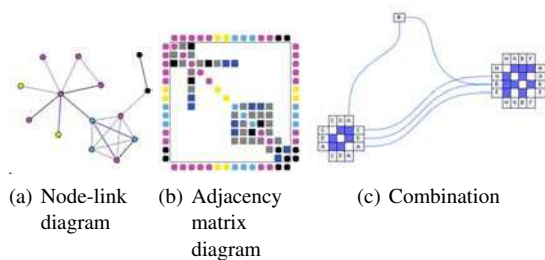 (a) Node-link
diagram
(b) Adjacency
matrix
diagram
(c) Combination